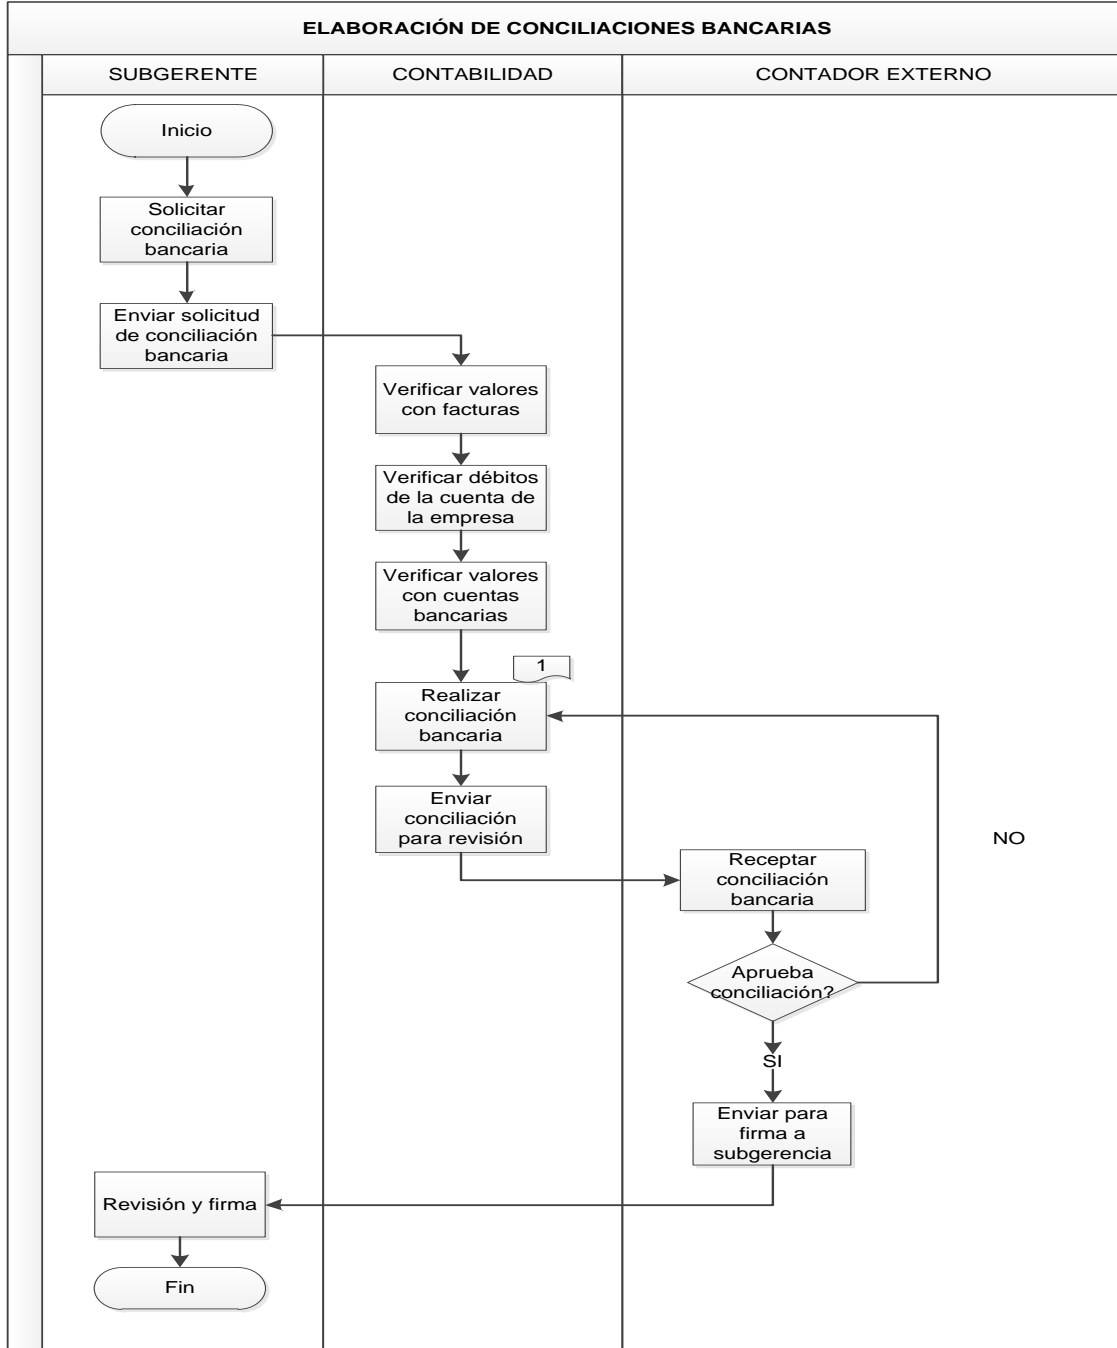 ELABORACIÓN DE CONCILIACIONES BANCARIAS
SUBGERENTE
CONTABILIDAD
CONTADOR EXTERNO
Inicio
Solicitar
conciliación
bancaria
Enviar solicitud
de conciliación
bancaria
Verificar valores
con facturas
Verificar débitos
de la cuenta de
la empresa
Verificar valores
con cuentas
bancarias
1
Realizar
conciliación
bancaria
Enviar
conciliación
para revisión
NO
Receptar
conciliación
bancaria
Aprueba
conciliación?
SI
Enviar para
firma a
subgerencia
Revisión y firma
Fin